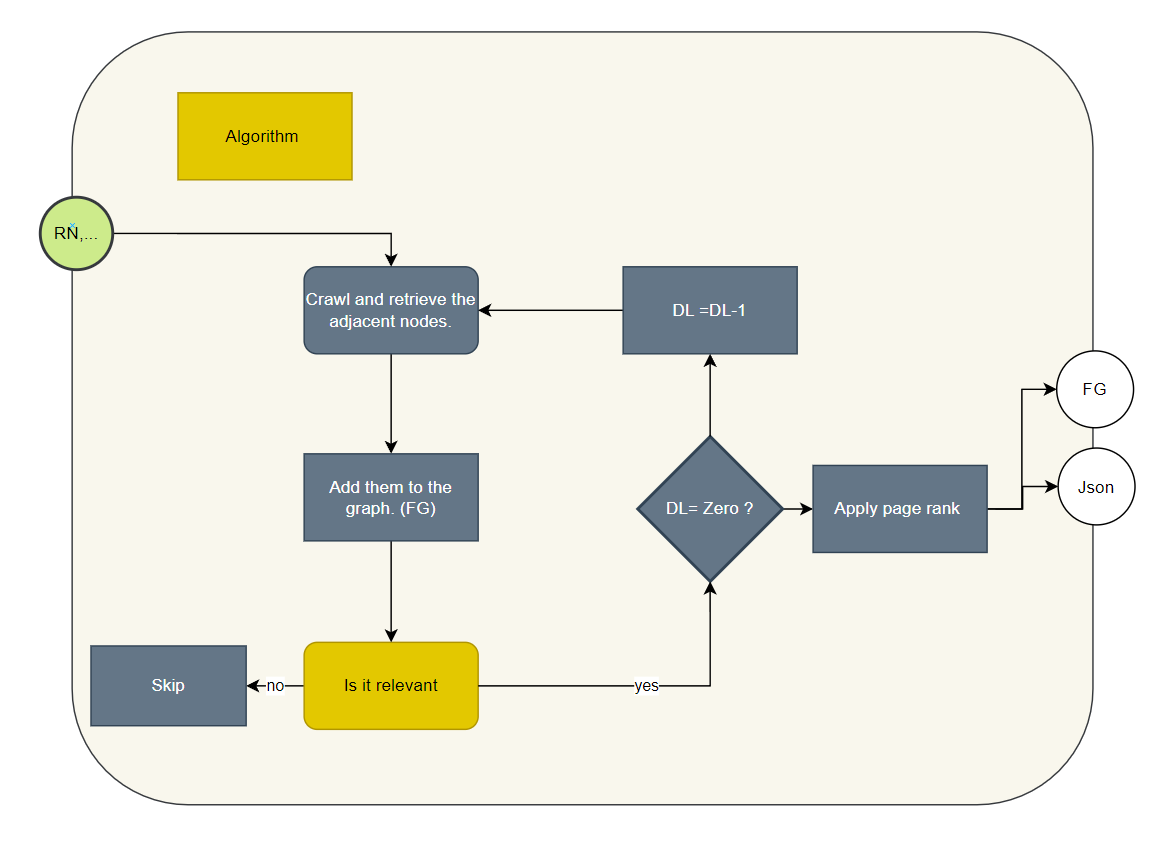 Algorithm
RN,...
Crawl and retrieve the
adjacent nodes.
DL =DL-1
FG
Add them to the
graph. (FG)
DL= Zero ?
Apply page rank
Json
Skip
no
Is it relevant
yes